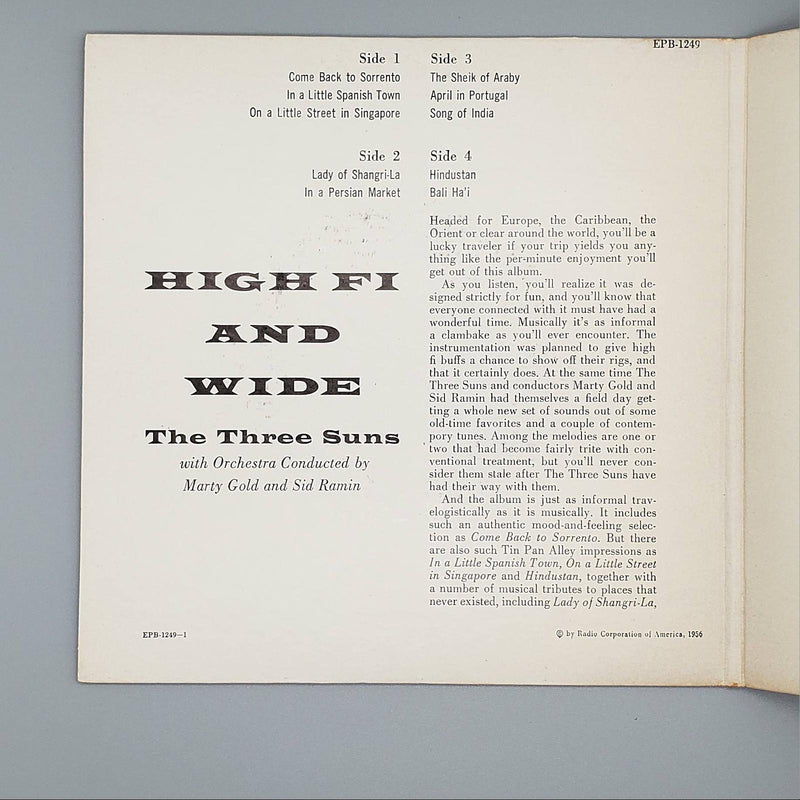 EPB-1249
Side 1
Come Back to Sorrento
In a Little Spanish Town
On a Little Street in Singapore
Side 2
Lady of Shangri-La
In a Persian Market
Side 3
The Sheik of Araby
April in Portugal
Song of India
Side 4
Hindustan
Bali Ha'i
HIGH FI
AND
WIDE
The Three Suns
with Orchestra Conducted by
Marty Gold and Sid Ramin
Headed for Europe, the Caribbean, the
Orient or clear around the world, you'll be a
lucky traveler if your trip yields you any-
thing like the per-minute enjoyment you'll
get out of this album.
As you listen, you'll realize it was de-
signed strictly for fun, and you'll know that
everyone connected with it must have had a
wonderful time. Musically it's as informal
a clambake as you'll ever encounter. The
instrumentation was planned to give high
fi buffs a chance to show off their rigs, and
that it certainly does. At the same time The
Three Suns and conductors Marty Gold and
Sid Ramin had themselves a field day get-
ting a whole new set of sounds out of some
old-time favorites and a couple of contem-
pory tunes. Among the melodies are one or
two that had become fairly trite with con-
ventional treatment, but you'll never con-
sider them stale after The Three Suns have
had their way with them.
And the album is just as informal trav-
elogistically as it is musically. It includes
such an authentic mood-and-feeling selec-
tion as Come Back to Sorrento. But there
are also such Tin Pan Alley impressions as
In a Little Spanish Town, On a Little Street
in Singapore and Hindustan, together with
a number of musical tributes to places that
never existed, including Lady of Shangri-La,
EPB-1249-1
© by Radio Corporation of America, 1956